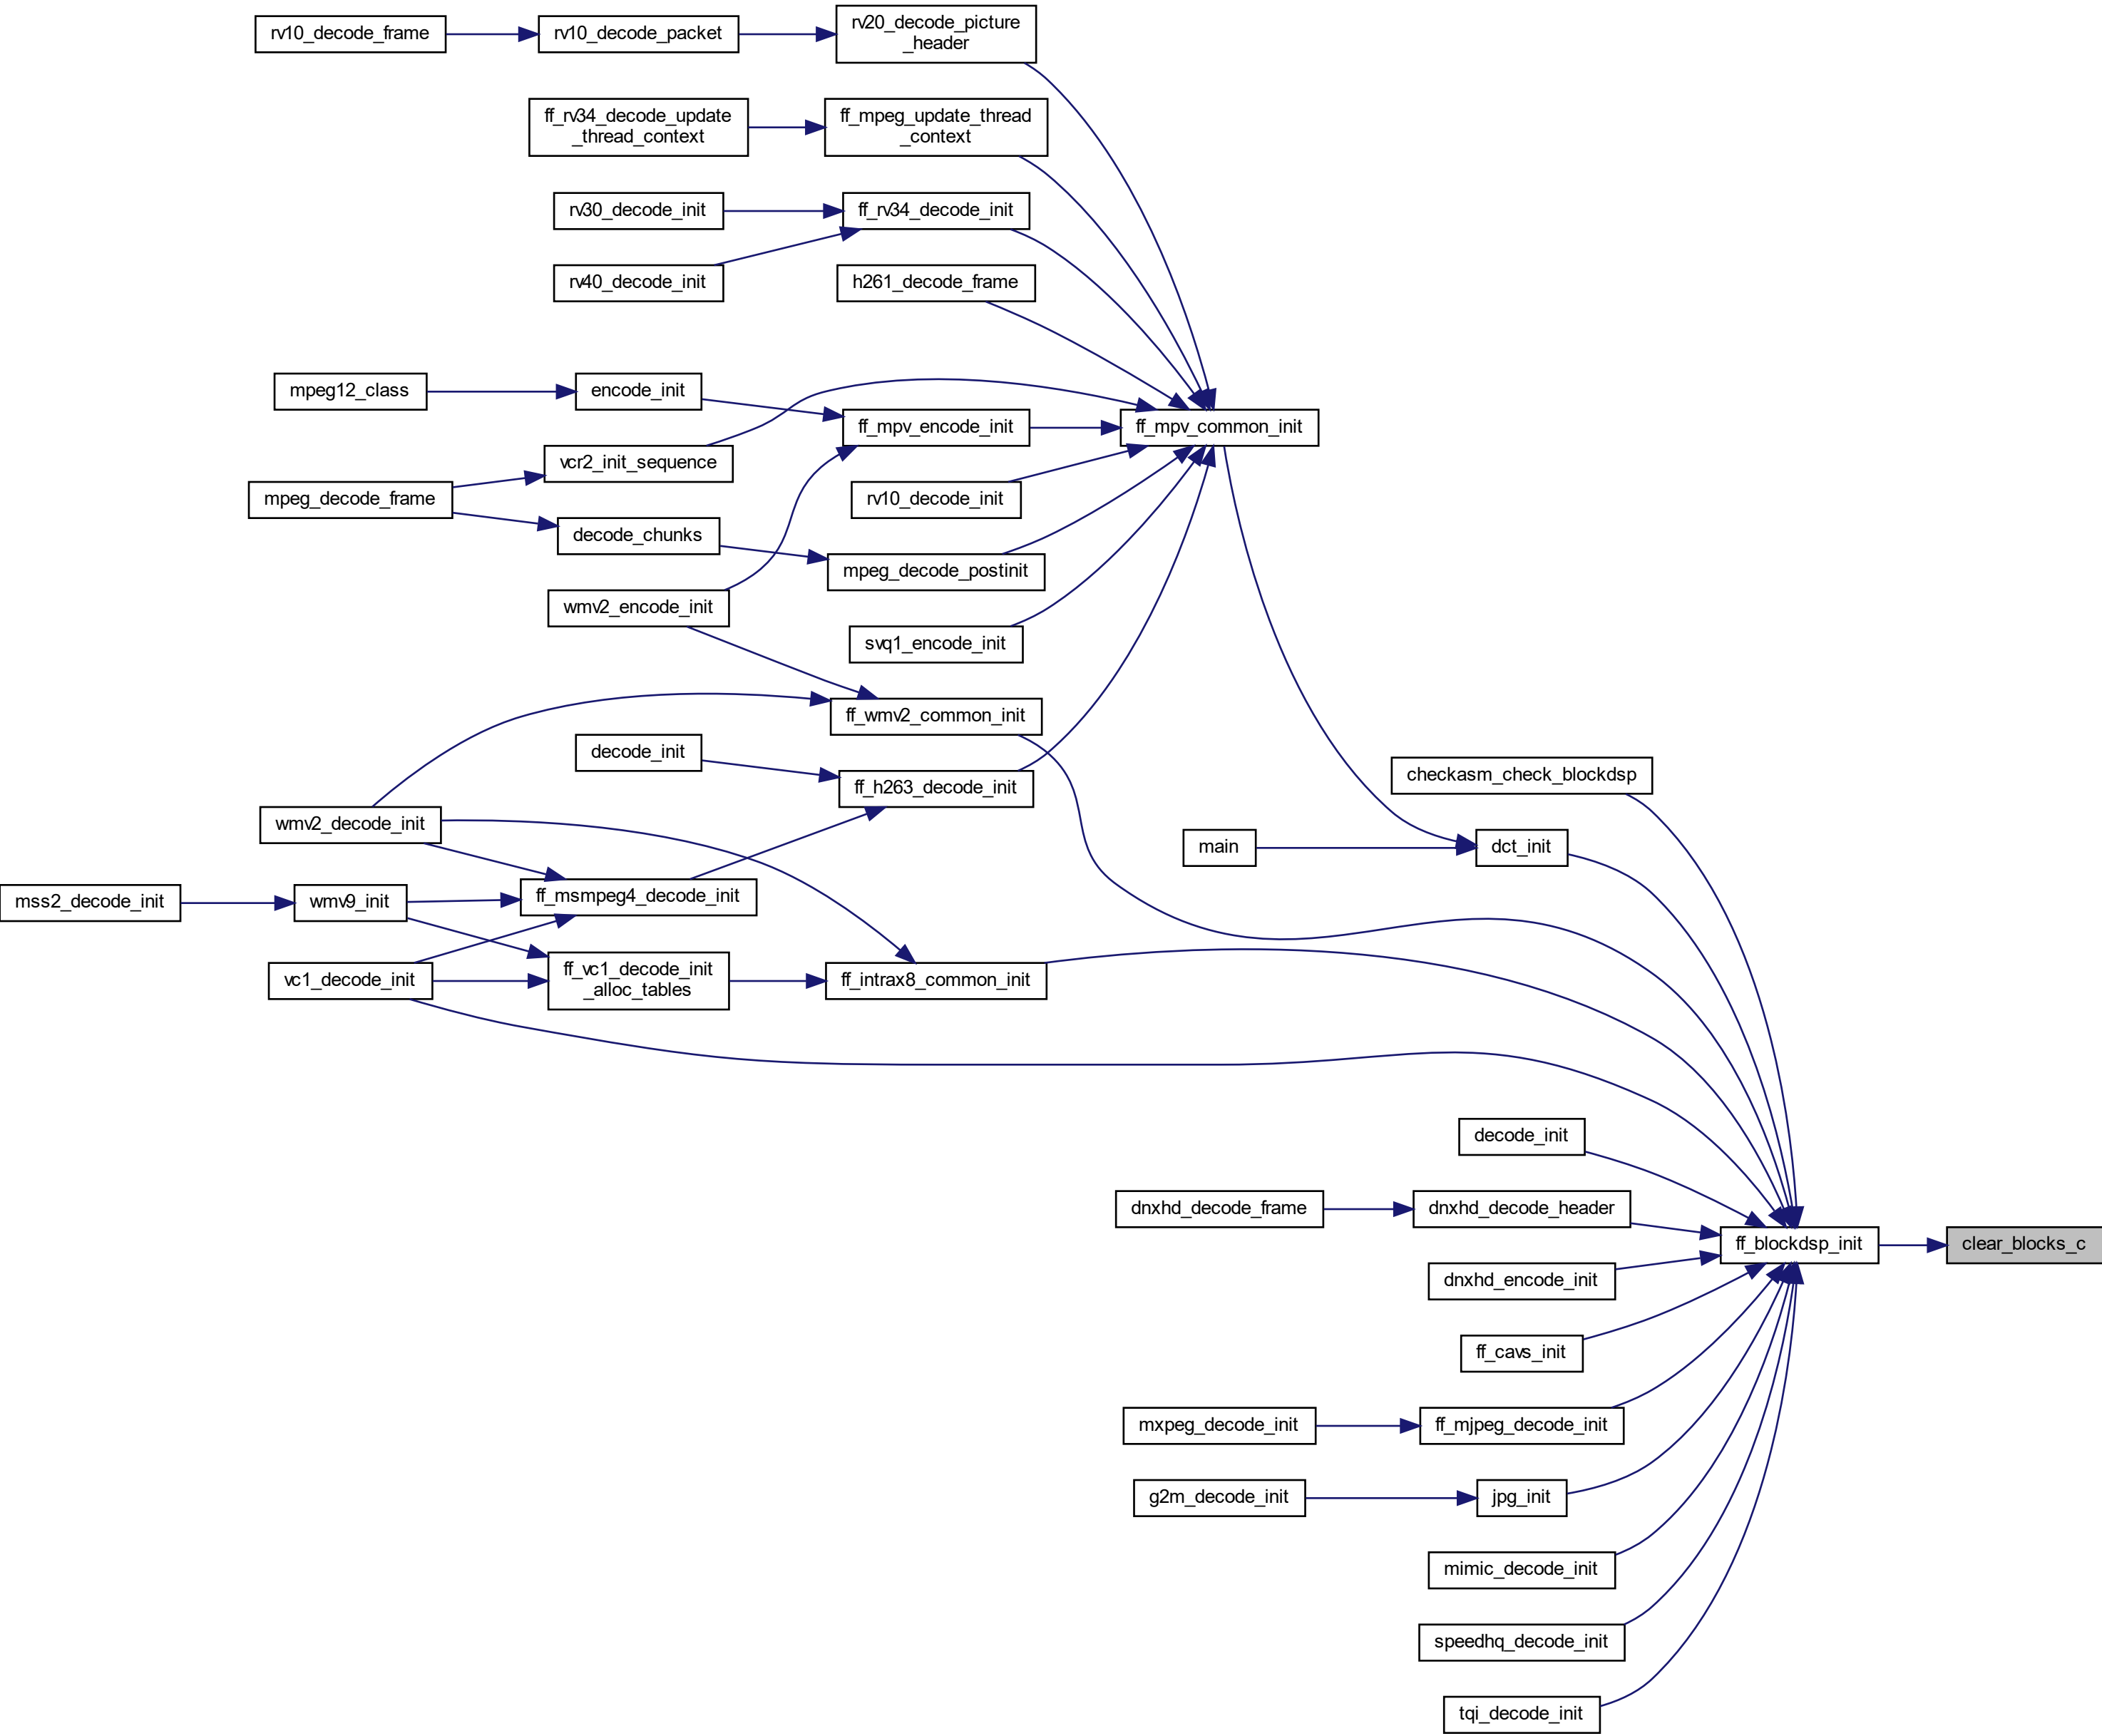 rv10_decode_frame
rv10_decode_packet
rv20_decode_picture
_header
ff_rv34_decode_update
_thread_context
ff_mpeg_update_thread
_context
rv30_decode_init
ff_rv34_decode_init
rv40_decode_init
h261_decode_frame
mpeg12_class
encode_init
ff_mpv_encode_init
ff_mpv_common_init
vcr2_init_sequence
mpeg_decode_frame
rv10_decode_init
decode_chunks
mpeg_decode_postinit
wmv2_encode_init
svq1_encode_init
ff_wmv2_common_init
decode_init
ff_h263_decode_init
checkasm_check_blockdsp
wmv2_decode_init
main
dct_init
mss2_decode_init
wmv9_init
ff_msmpeg4_decode_init
vc1_decode_init
ff_vc1_decode_init
_alloc_tables
ff_intrax8_common_init
decode_init
dnxhd_decode_frame
dnxhd_decode_header
ff_blockdsp_init
clear_blocks_c
dnxhd_encode_init
ff_cavs_init
mxpeg_decode_init
ff_mjpeg_decode_init
g2m_decode_init
jpg_init
mimic_decode_init
speedhq_decode_init
tqi_decode_init